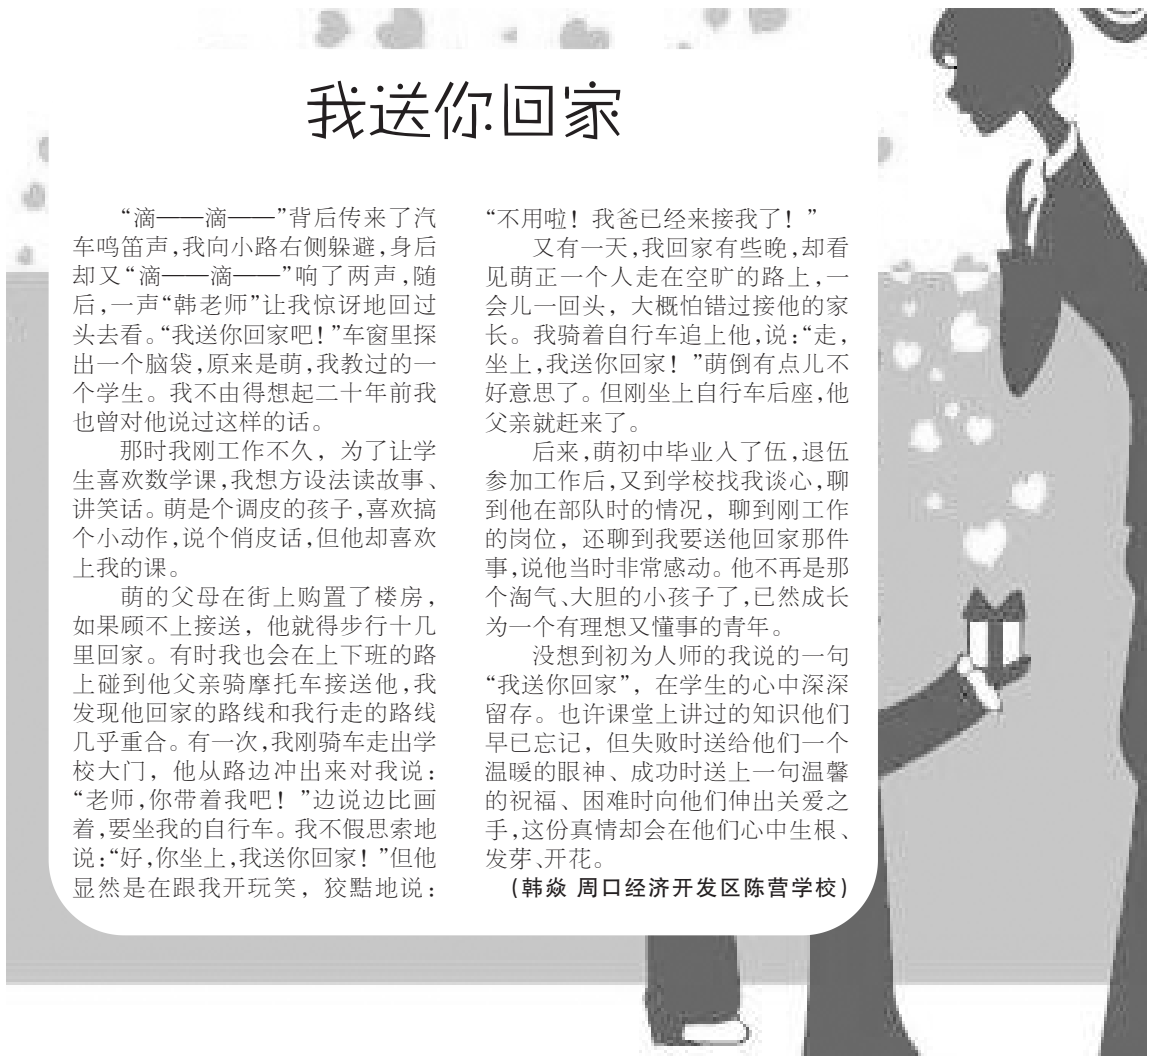 我送你回家
“滴——滴——”背后传来了汽
车鸣笛声，我向小路右侧躲避，身后
却又“滴——滴——”响了两声，随
后，一声“韩老师”让我惊讶地回过
头去看。“我送你回家吧！”车窗里探
出一个脑袋，原来是萌，我教过的一
个学生。我不由得想起二十年前我
也曾对他说过这样的话。
那时我刚工作不久，为了让学
生喜欢数学课，我想方设法读故事、
讲笑话。萌是个调皮的孩子，喜欢搞
个小动作，说个俏皮话，但他却喜欢
上我的课。
萌的父母在街上购置了楼房，
如果顾不上接送，他就得步行十几
里回家。有时我也会在上下班的路
上碰到他父亲骑摩托车接送他，我
发现他回家的路线和我行走的路线
几乎重合。有一次，我刚骑车走出学
校大门，他从路边冲出来对我说：
“老师，你带着我吧！”边说边比画
着，要坐我的自行车。我不假思索地
说：“好，你坐上，我送你回家！”但他
显然是在跟我开玩笑，狡黠地说：
“不用啦！我爸已经来接我了！”
又有一天，我回家有些晚，却看
见萌正一个人走在空旷的路上，一
会儿一回头，大概怕错过接他的家
长。我骑着自行车追上他，说：“走，
坐上，我送你回家！”萌倒有点儿不
好意思了。但刚坐上自行车后座，他
父亲就赶来了。
后来，萌初中毕业入了伍，退伍
参加工作后，又到学校找我谈心，聊
到他在部队时的情况，聊到刚工作
的岗位，还聊到我要送他回家那件
事，说他当时非常感动。他不再是那
个淘气、大胆的小孩子了，已然成长
为一个有理想又懂事的青年。
没想到初为人师的我说的一句
“我送你回家”，在学生的心中深深
留存。也许课堂上讲过的知识他们
早已忘记，但失败时送给他们一个
温暖的眼神、成功时送上一句温馨
的祝福、困难时向他们伸出关爱之
手，这份真情却会在他们心中生根、
发芽、开花。
（韩焱 周口经济开发区陈营学校）